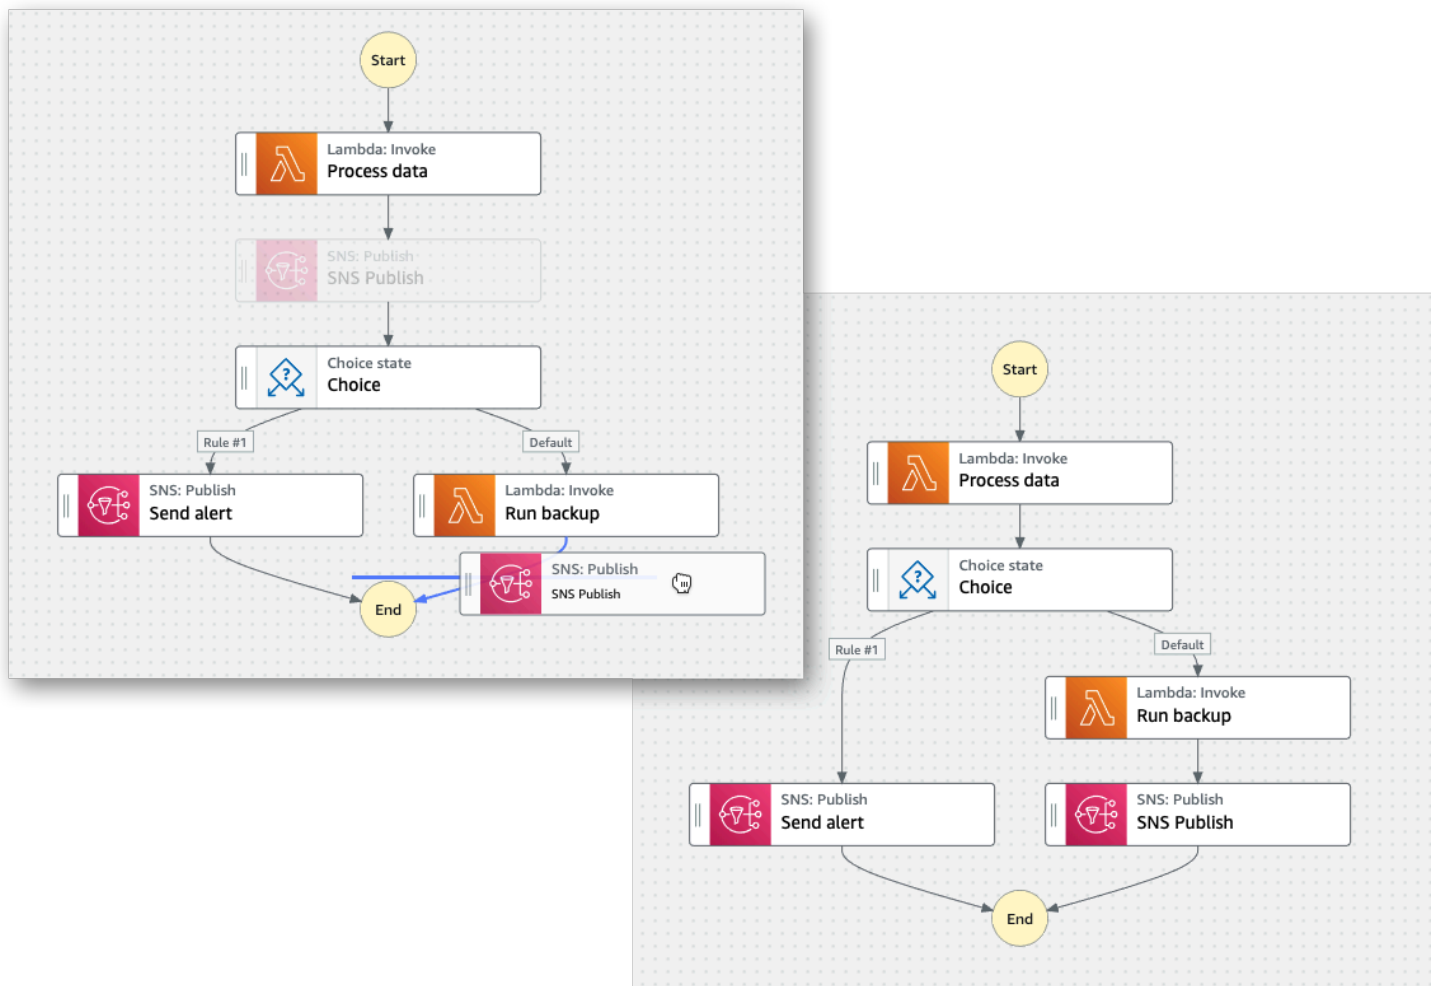 Start
Lambda: Invoke
Process data
SNS: Publish
SNS Publish
Choice state
Choice
Rule #1
Default
SNS: Publish
Send alert
Lambda: Invoke
Run backup
SNS: Publish
SNS Publish
End
Start
Lambda: Invoke
Process data
Choice state
Choice
Rule #1
Default
Lambda: Invoke
Run backup
SNS: Publish
Send alert
SNS: Publish
SNS Publish
End